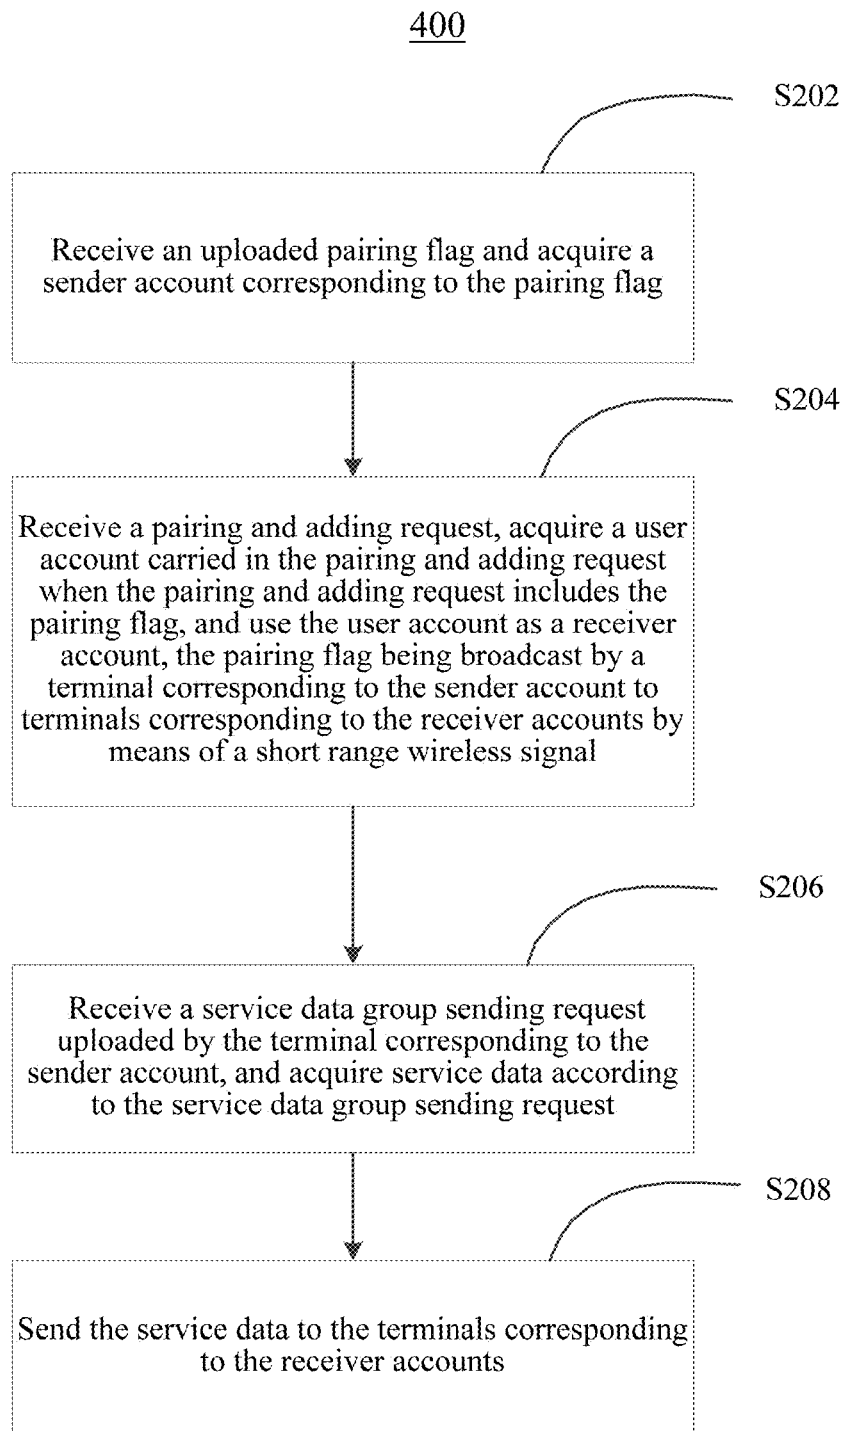 400
S202
Receive an uploaded pairing flag and acquire a
sender account corresponding to the pairing flag
S204
Receive a pairing and adding request, acquire a user
account carried in the pairing and adding request
when the pairing and adding request includes the
pairing flag, and use the user account as a receiver
account, the pairing flag being broadcast by a
terminal corresponding to the sender account to
terminals corresponding to the receiver accounts by
means of a short range wireless signal
S206
Receive a service data group sending request
uploaded by the terminal corresponding to the
sender account, and acquire service data according
to the service data group sending request
S208
Send the service data to the terminals corresponding
to the receiver accounts